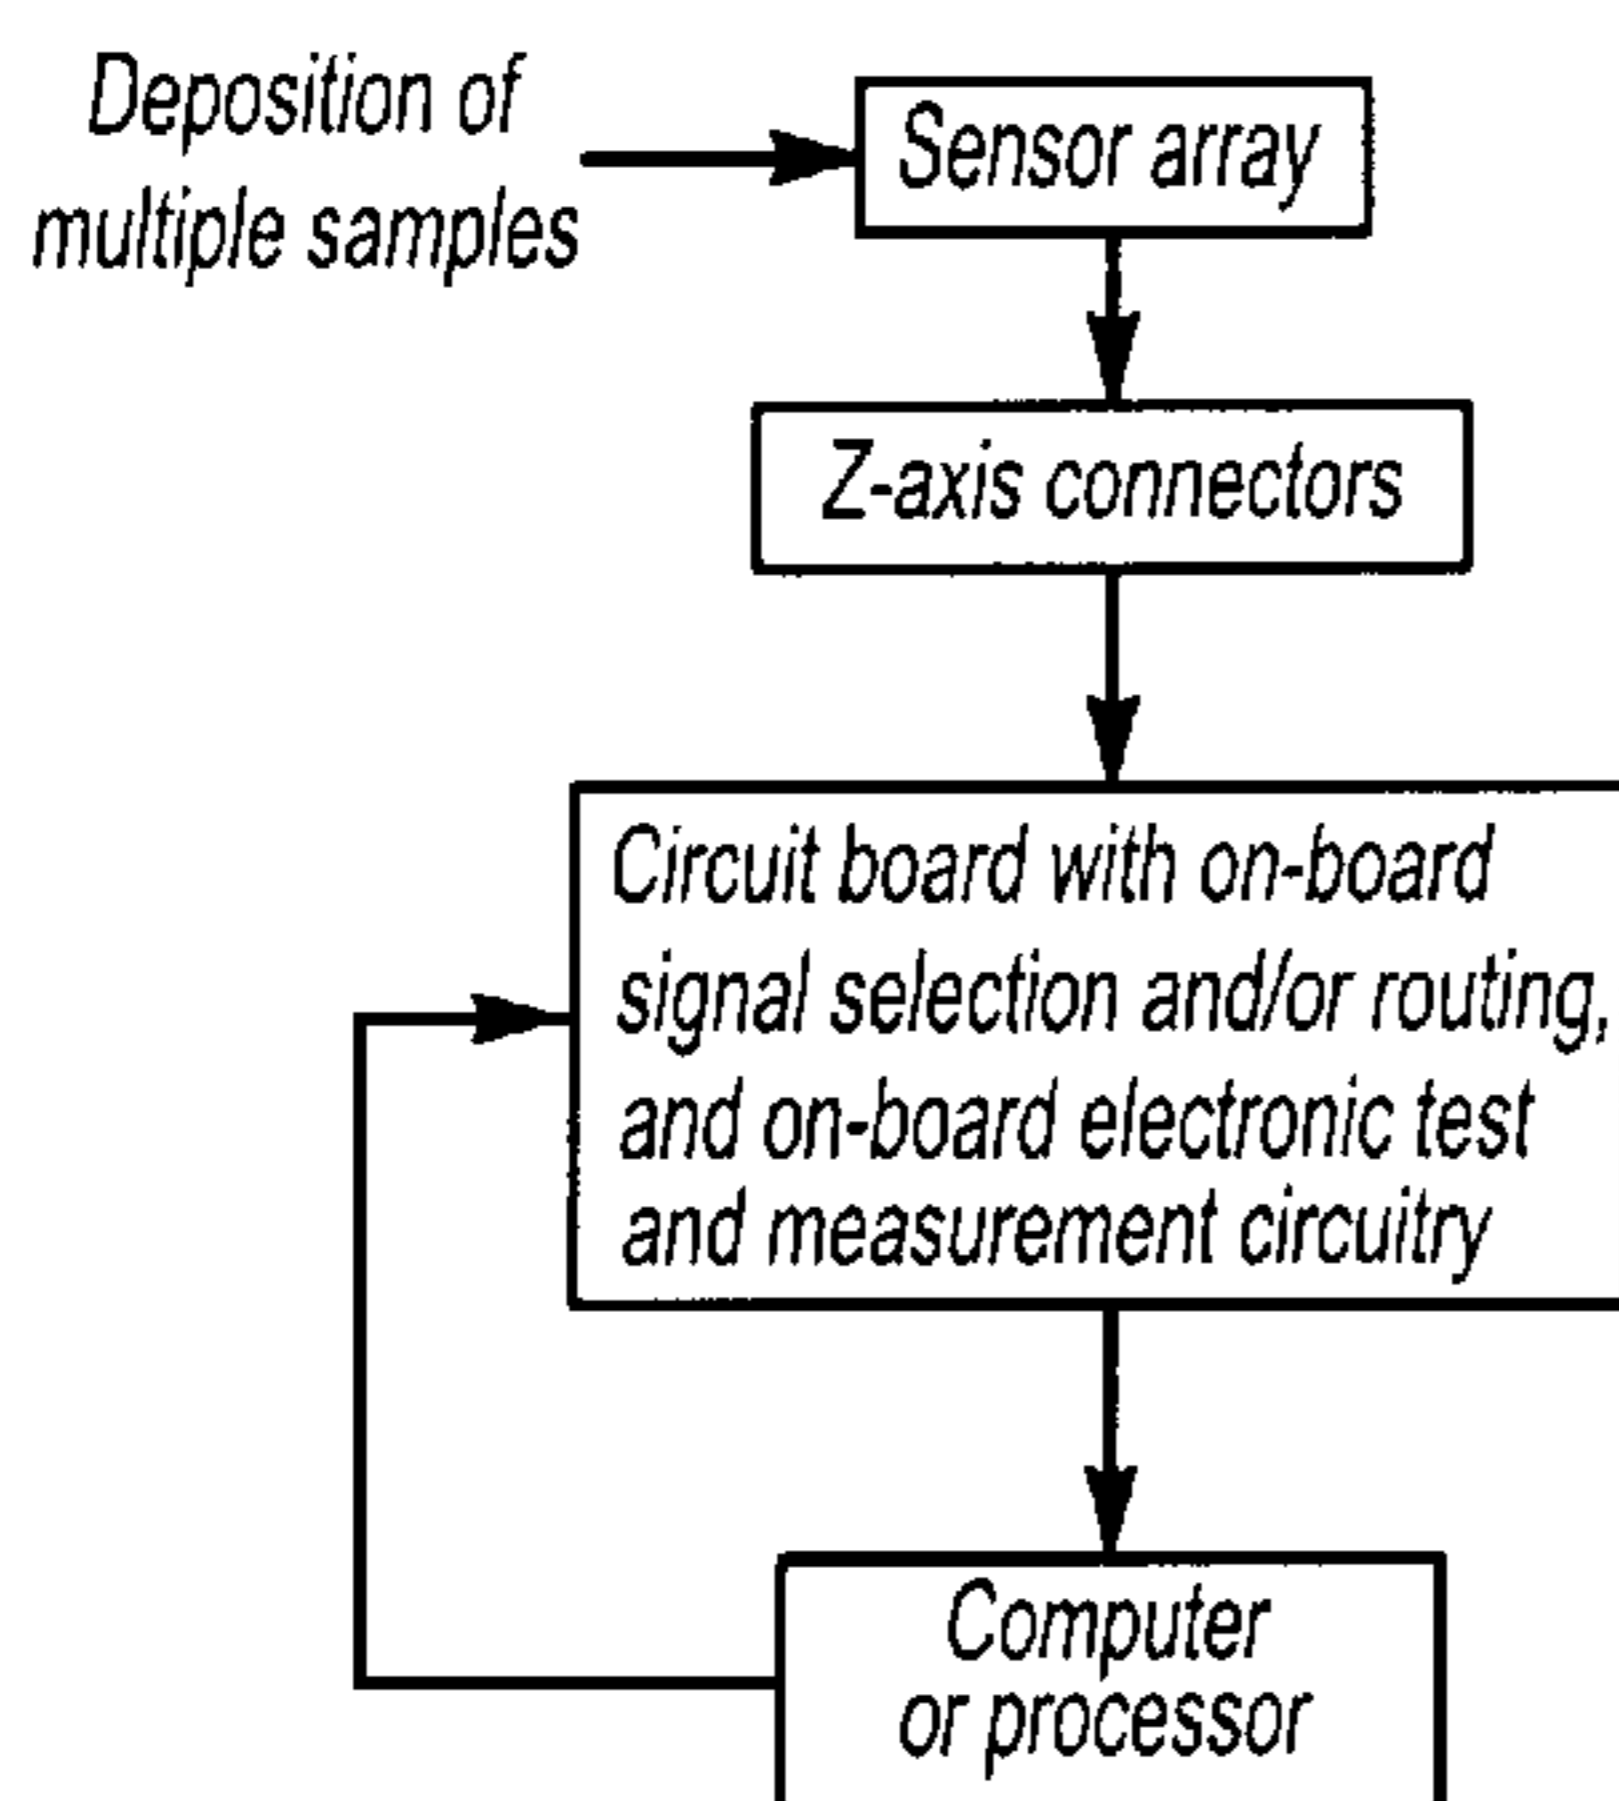 Deposition of
multiple samples
Sensor array
Z-axis connectors
Circuit board with on-board
signal selection and/or routing,
and on-board electronic test
and measurement circuitry
Computer
or processor